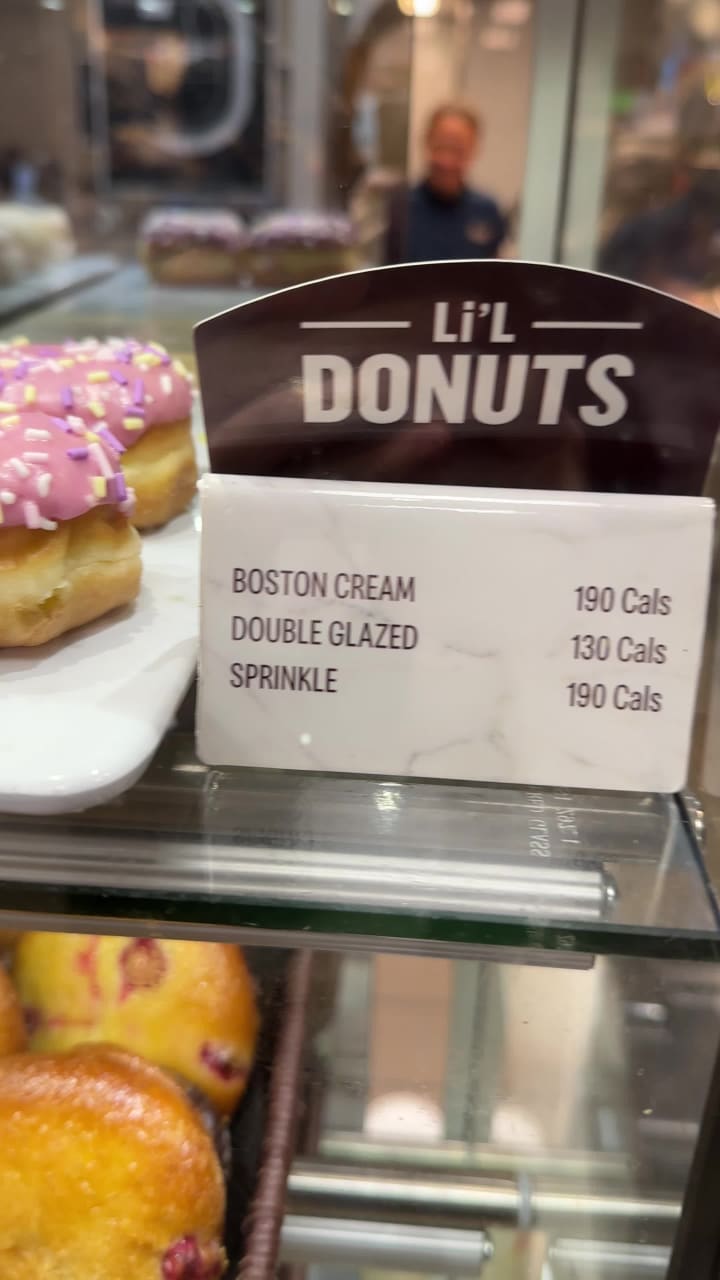 Li'L
DONUTS
BOSTON CREAM 190 Cals
DOUBLE GLAZED 130 Cals
SPRINKLE 190 Cals